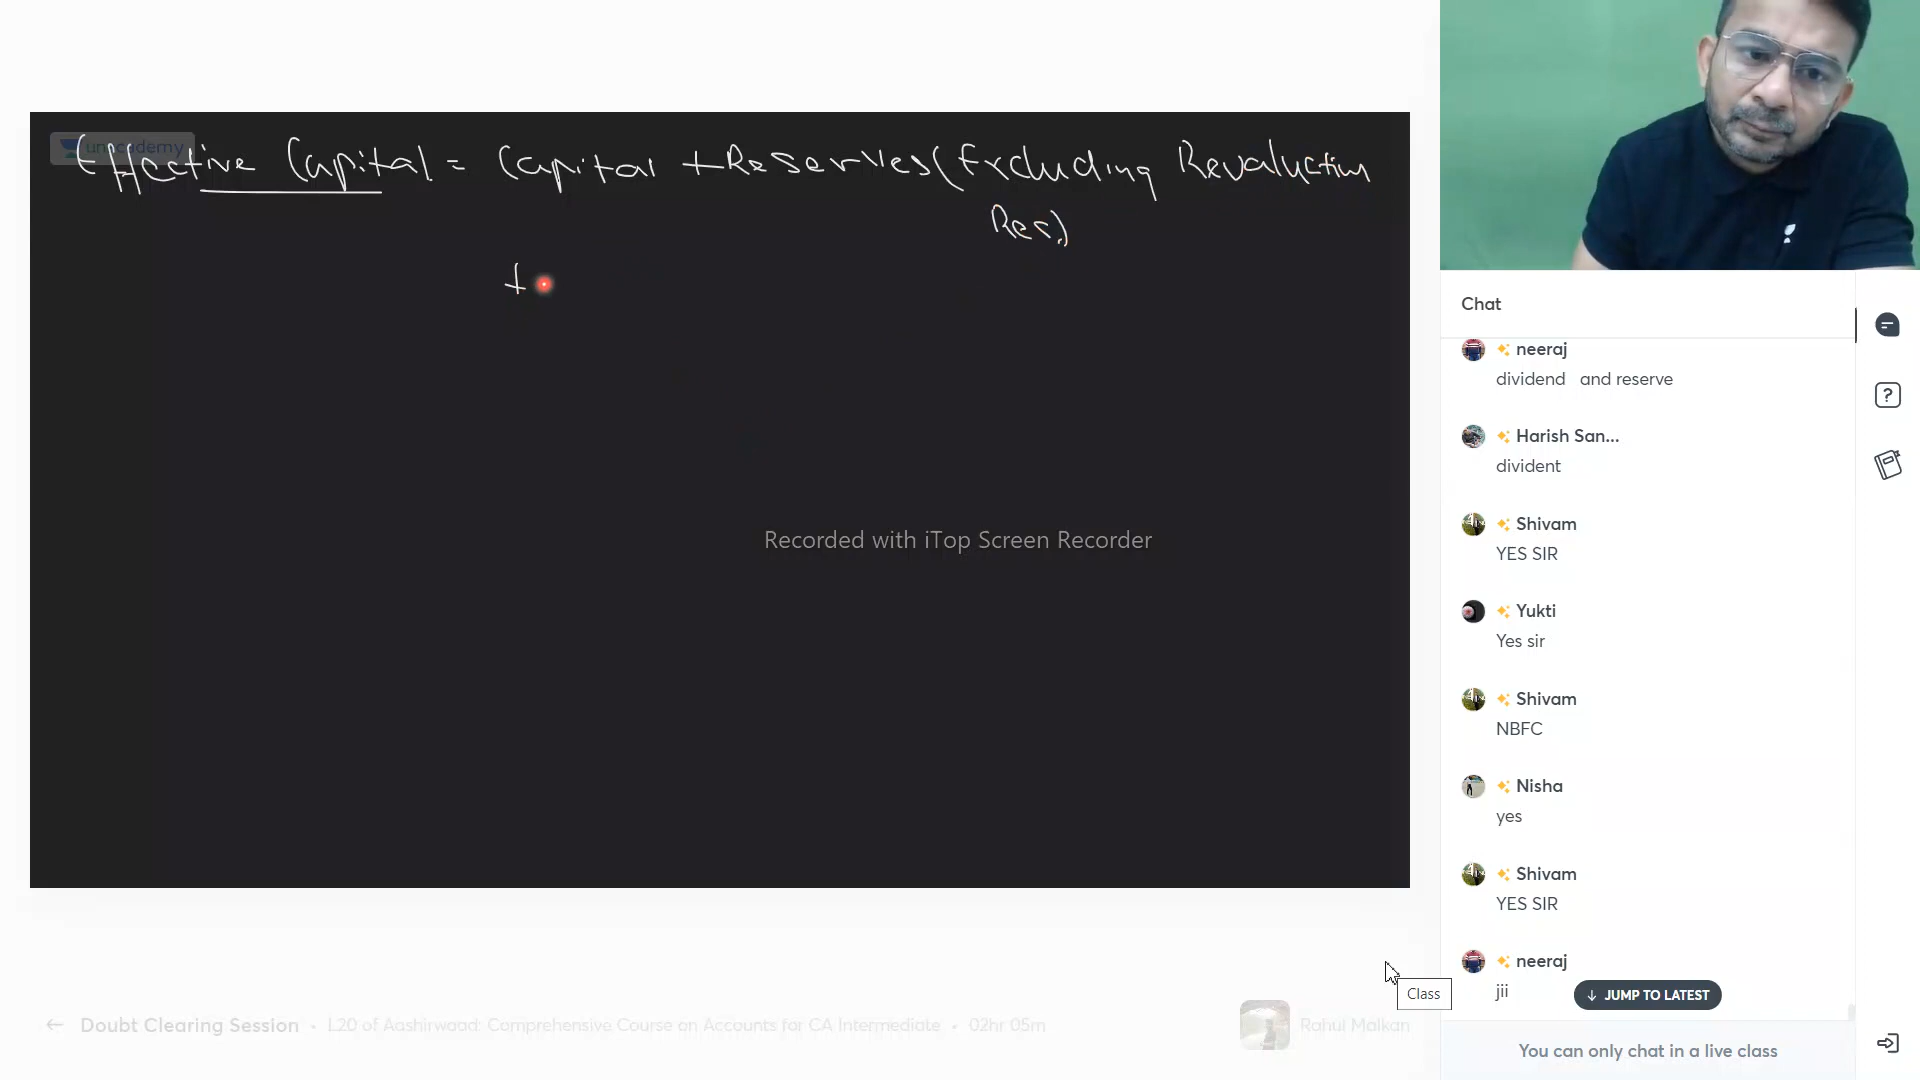 unacademy
Effective Capital = Capital + Reserves (Excluding Revaluation
Res)
+
Recorded with iTop Screen Recorder
Chat
neeraj
dividend and reserve
Harish San...
divident
Shivam
YES SIR
Yukti
Yes sir
Shivam
NBFC
Nisha
yes
Shivam
YES SIR
neeraj
jii
JUMP TO LATEST
Class
You can only chat in a live class
Doubt Clearing Session • L20 of Aashirwaad: Comprehensive Course on Accounts for CA Intermediate • 02hr 05m
Rahul Malkan